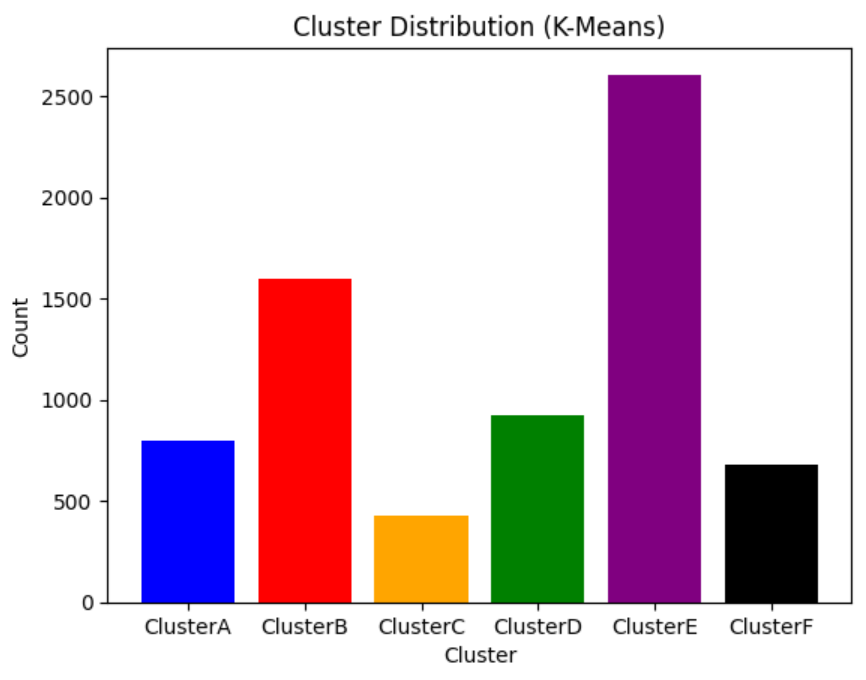 Cluster Distribution (K-Means)
2500
2000
1500
1000
500
0
Count
ClusterA ClusterB ClusterC ClusterD ClusterE ClusterF
Cluster